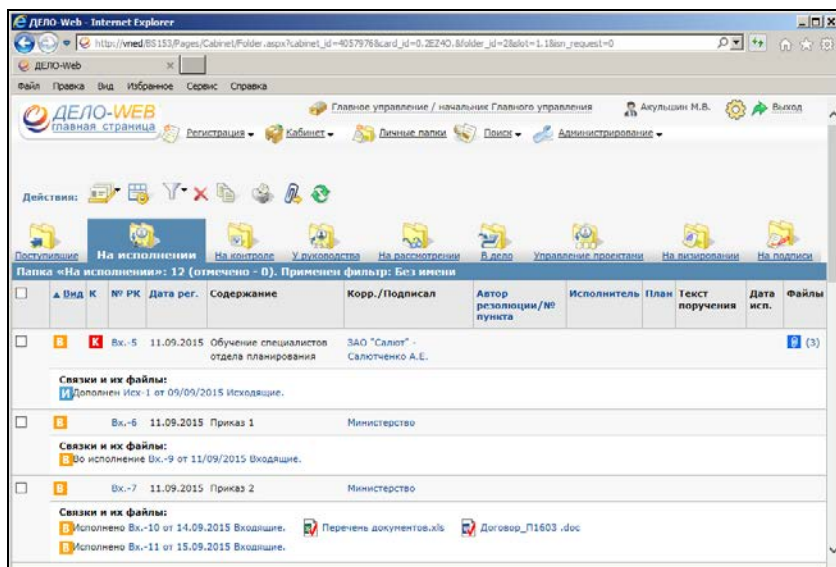 ДЕЛО-Web - Internet Explorer
http://vned/BS153/Pages/Cabinet/Folder.aspx?cabinet_id=4057976&card_id=0.2EZ4O.&folder_id=2&slot=1.1&isn_request=0
ДЕЛО-Web
Файл Правка Вид Избранное Сервис Справка
ДЕЛО-WEB
главная страница
Главное управление / начальник Главного управления Акульшин М.В. Выход
Регистрация Кабинет Личные папки Поиск Администрирование
Действия:
Поступившие На исполнении На контроле У руководства На рассмотрении В дело Управление проектами На визировании На подписи
Папка «На исполнении»: 12 (отмечено - 0). Применен фильтр: Без имени
Вид К № РК Дата рег. Содержание Корр./Подписал Автор резолюции/№ пункта Исполнитель План Текст поручения Дата исп. Файлы
В К Вх.-5 11.09.2015 Обучение специалистов ЗАО "Салют" - (3)
отдела планирования Салютченко А.Е.
Связки и их файлы:
И Дополнен Исх-1 от 09/09/2015 Исходящие.
В Вх.-6 11.09.2015 Приказ 1 Министерство
Связки и их файлы:
В Во исполнение Вх.-9 от 11/09/2015 Входящие.
В Вх.-7 11.09.2015 Приказ 2 Министерство
Связки и их файлы:
В Исполнено Вх.-10 от 14.09.2015 Входящие. Перечень документов.xls Договор_П1603 .doc
В Исполнено Вх.-11 от 15.09.2015 Входящие.